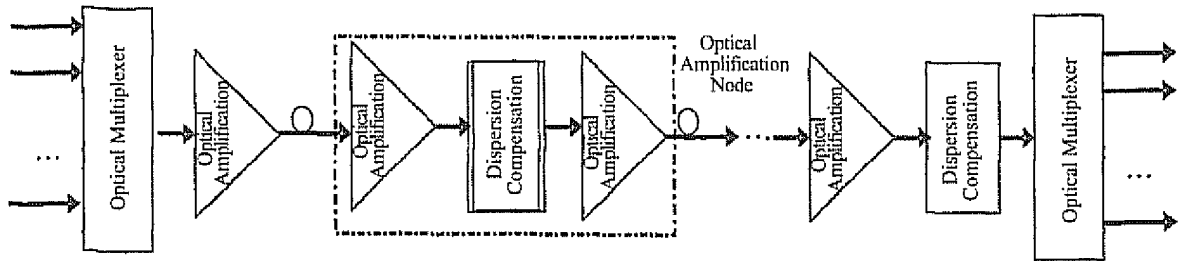 Optical Multiplexer
...
Optical
Amplification
Optical
Amplification
Dispersion
Compensation
Optical
Amplification
Optical
Amplification
Node
...
Optical
Amplification
Dispersion
Compensation
Optical Multiplexer
...